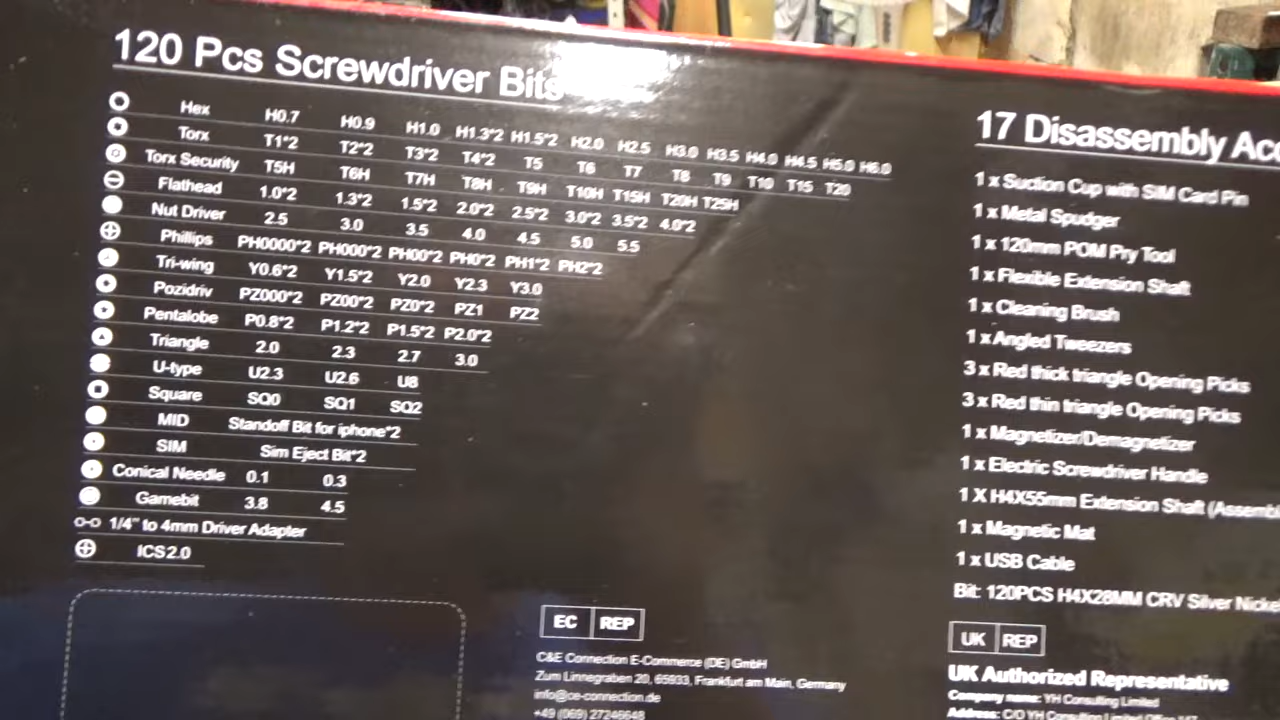 120 Pcs Screwdriver Bits
Hex H0.7 H0.9 H1.0 H1.3*2 H1.5*2 H2.0 H2.5 H3.0 H3.5 H4.0 H4.5 H5.0 H6.0
Torx T1*2 T2*2 T3*2 T4*2 T5 T6 T7 T8 T9 T10 T15 T20
Torx Security T5H T6H T7H T8H T9H T10H T15H T20H T25H
Flathead 1.0*2 1.3*2 1.5*2 2.0*2 2.5*2 3.0*2 3.5*2 4.0*2
Nut Driver 2.5 3.0 3.5 4.0 4.5 5.0 5.5
Phillips PH0000*2 PH000*2 PH00*2 PH0*2 PH1*2 PH2*2
Tri-wing Y0.6*2 Y1.5*2 Y2.0 Y2.3 Y3.0
Pozidriv PZ000*2 PZ00*2 PZ0*2 PZ1 PZ2
Pentalobe P0.8*2 P1.2*2 P1.5*2 P2.0*2
Triangle 2.0 2.3 2.7 3.0
U-type U2.3 U2.6 U8
Square SQ0 SQ1 SQ2
MID Standoff Bit for iphone*2
SIM Sim Eject Bit*2
Conical Needle 0.1 0.3
Gamebit 3.8 4.5
1/4" to 4mm Driver Adapter
ICS2.0
17 Disassembly Acc
1 x Suction Cup with SIM Card Pin
1 x Metal Spudger
1 x 120mm POM Pry Tool
1 x Flexible Extension Shaft
1 x Cleaning Brush
1 x Angled Tweezers
3 x Red thick triangle Opening Picks
3 x Red thin triangle Opening Picks
1 x Magnetizer/Demagnetizer
1 x Electric Screwdriver Handle
1 X H4X55mm Extension Shaft (Assembl
1 x Magnetic Mat
1 x USB Cable
Bit: 120PCS H4X28MM CRV Silver Nicke
EC REP
C&E Connection E-Commerce (DE) GmbH
Zum Linnegraben 20, 65933, Frankfurt am Main, Germany
info@ce-connection.de
+49 (069) 27246648
UK REP
UK Authorized Representative
Company name: YH Consulting Limited
Address: C/O YH Consulting Limited Office